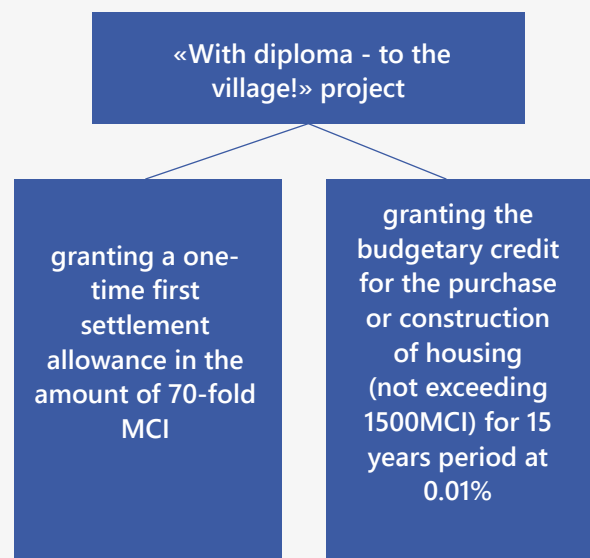 «With diploma - to the
village!» project
granting a one-
time first
settlement
allowance in the
amount of 70-fold
MCI
granting the
budgetary credit
for the purchase
or construction
of housing
(not exceeding
1500MCI) for 15
years period at
0.01%